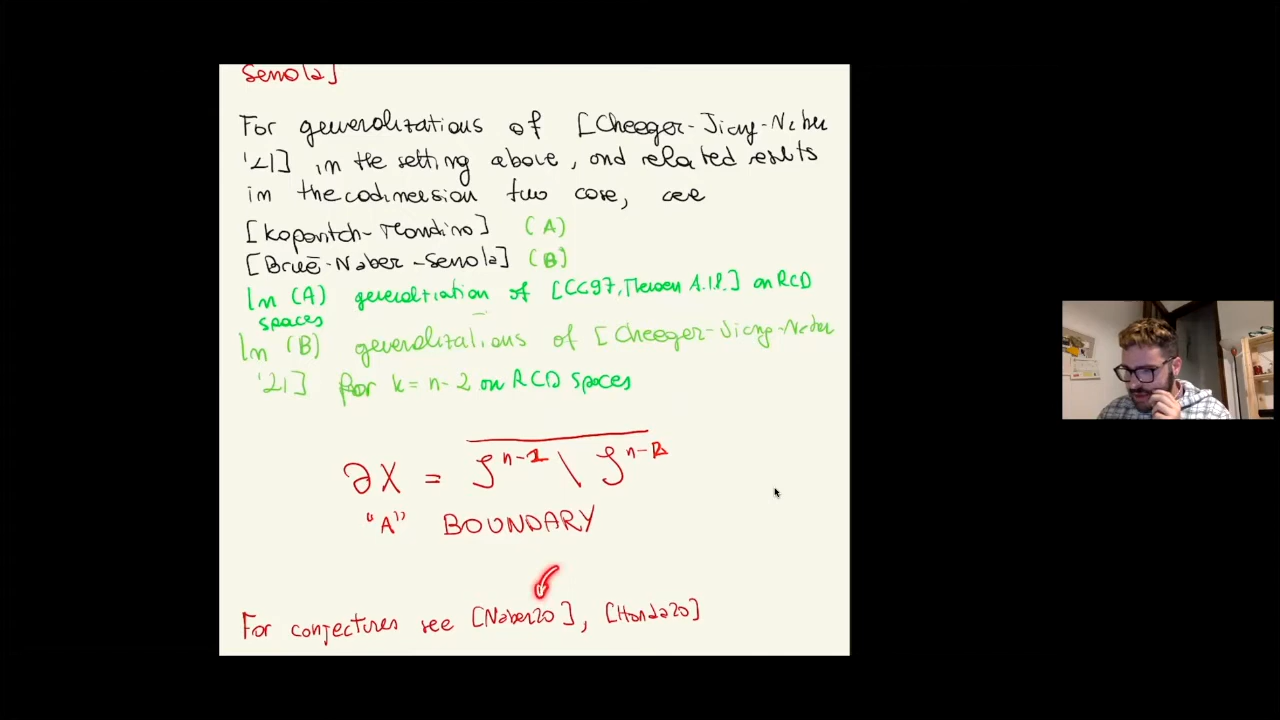 Semola]
For generalizations of [Cheeger-Jiang-Naber
'21] in the setting above, and related results
in the codimension two case, see
[Kapovitch-Mondino] (A)
[Bruè-Naber-Semola] (B)
In (A) generalization of [CC97, Theorem A.1.8.] on RCD
spaces
In (B) generalizations of [Cheeger-Jiang-Naber
'21] for k = n-2 on RCD spaces
∂X = \overline{S^{n-1} \ S^{n-2}}
"A" BOUNDARY
For conjectures see [Naber20], [Honda20]